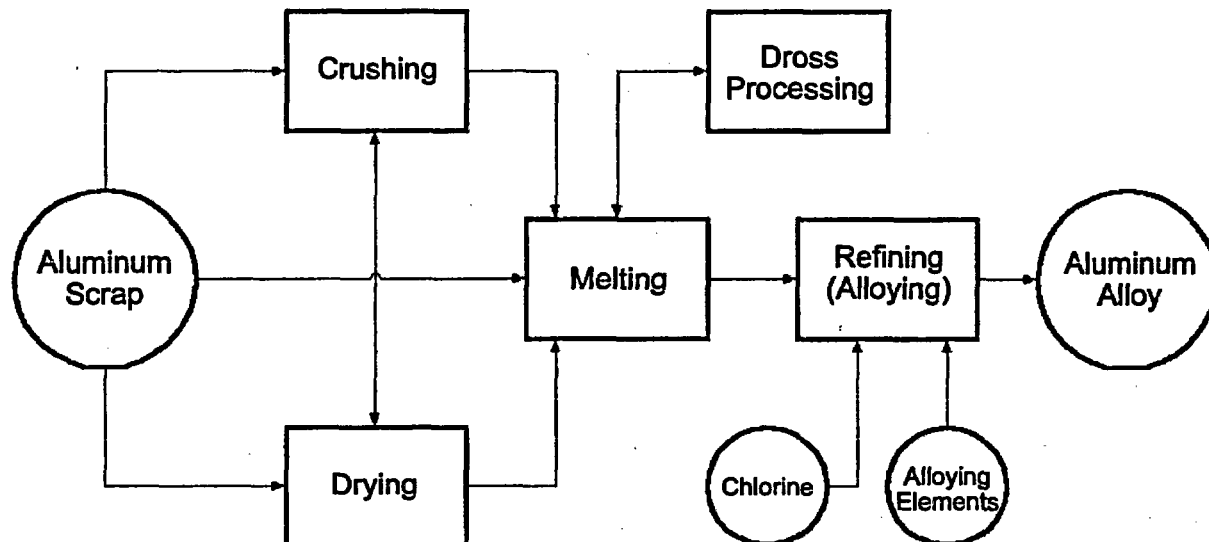 Crushing
Dross
Processing
Aluminum
Scrap
Melting
Refining
(Alloying)
Aluminum
Alloy
Drying
Chlorine
Alloying
Elements